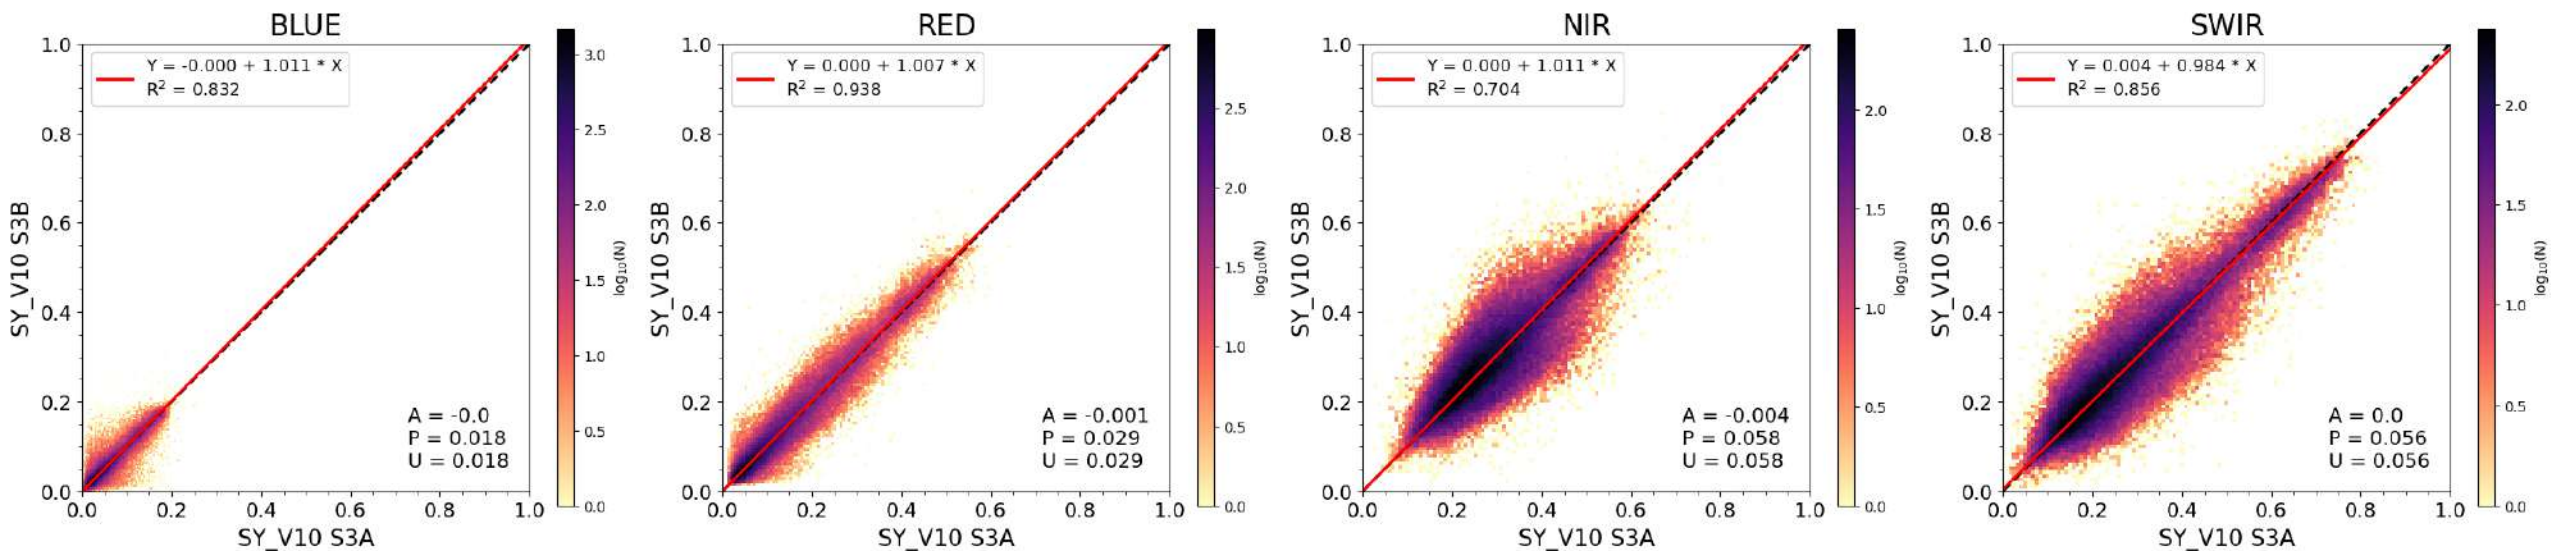 BLUE
Y = -0.000 + 1.011 * X
R² = 0.832
1.0
0.8
0.6
0.4
0.2
0.0
SY_V10 S3B
A = -0.0
P = 0.018
U = 0.018
0.0 0.2 0.4 0.6 0.8 1.0
SY_V10 S3A
3.0
2.5
2.0
1.5
1.0
0.5
0.0
log₁₀(N)
RED
Y = 0.000 + 1.007 * X
R² = 0.938
1.0
0.8
0.6
0.4
0.2
0.0
SY_V10 S3B
A = -0.001
P = 0.029
U = 0.029
0.0 0.2 0.4 0.6 0.8 1.0
SY_V10 S3A
2.5
2.0
1.5
1.0
0.5
0.0
log₁₀(N)
NIR
Y = 0.000 + 1.011 * X
R² = 0.704
1.0
0.8
0.6
0.4
0.2
0.0
SY_V10 S3B
A = -0.004
P = 0.058
U = 0.058
0.0 0.2 0.4 0.6 0.8 1.0
SY_V10 S3A
2.0
1.5
1.0
0.5
0.0
log₁₀(N)
SWIR
Y = 0.004 + 0.984 * X
R² = 0.856
1.0
0.8
0.6
0.4
0.2
0.0
SY_V10 S3B
A = 0.0
P = 0.056
U = 0.056
0.0 0.2 0.4 0.6 0.8 1.0
SY_V10 S3A
2.0
1.5
1.0
0.5
0.0
log₁₀(N)